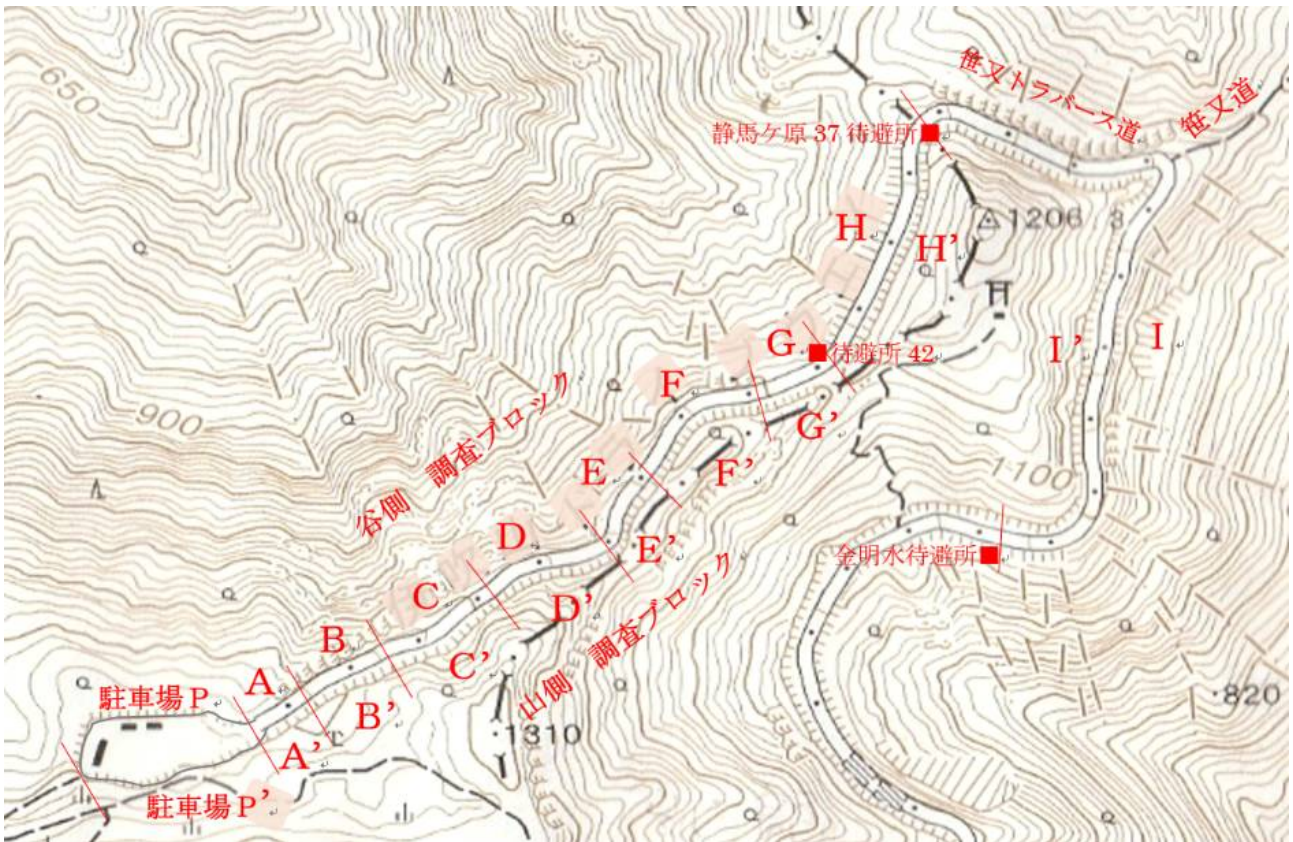 650
笹又トラバース道
笹又道
静馬ケ原 37 待避所
1206
H
H'
G
待避所 42
I'
I
F
G'
900
谷側 調査ブロック
F'
1100
E
D
E'
金明水待避所
C
D'
山側 調査ブロック
B
C'
A
駐車場 P
B'
820
A'
1310
駐車場 P'